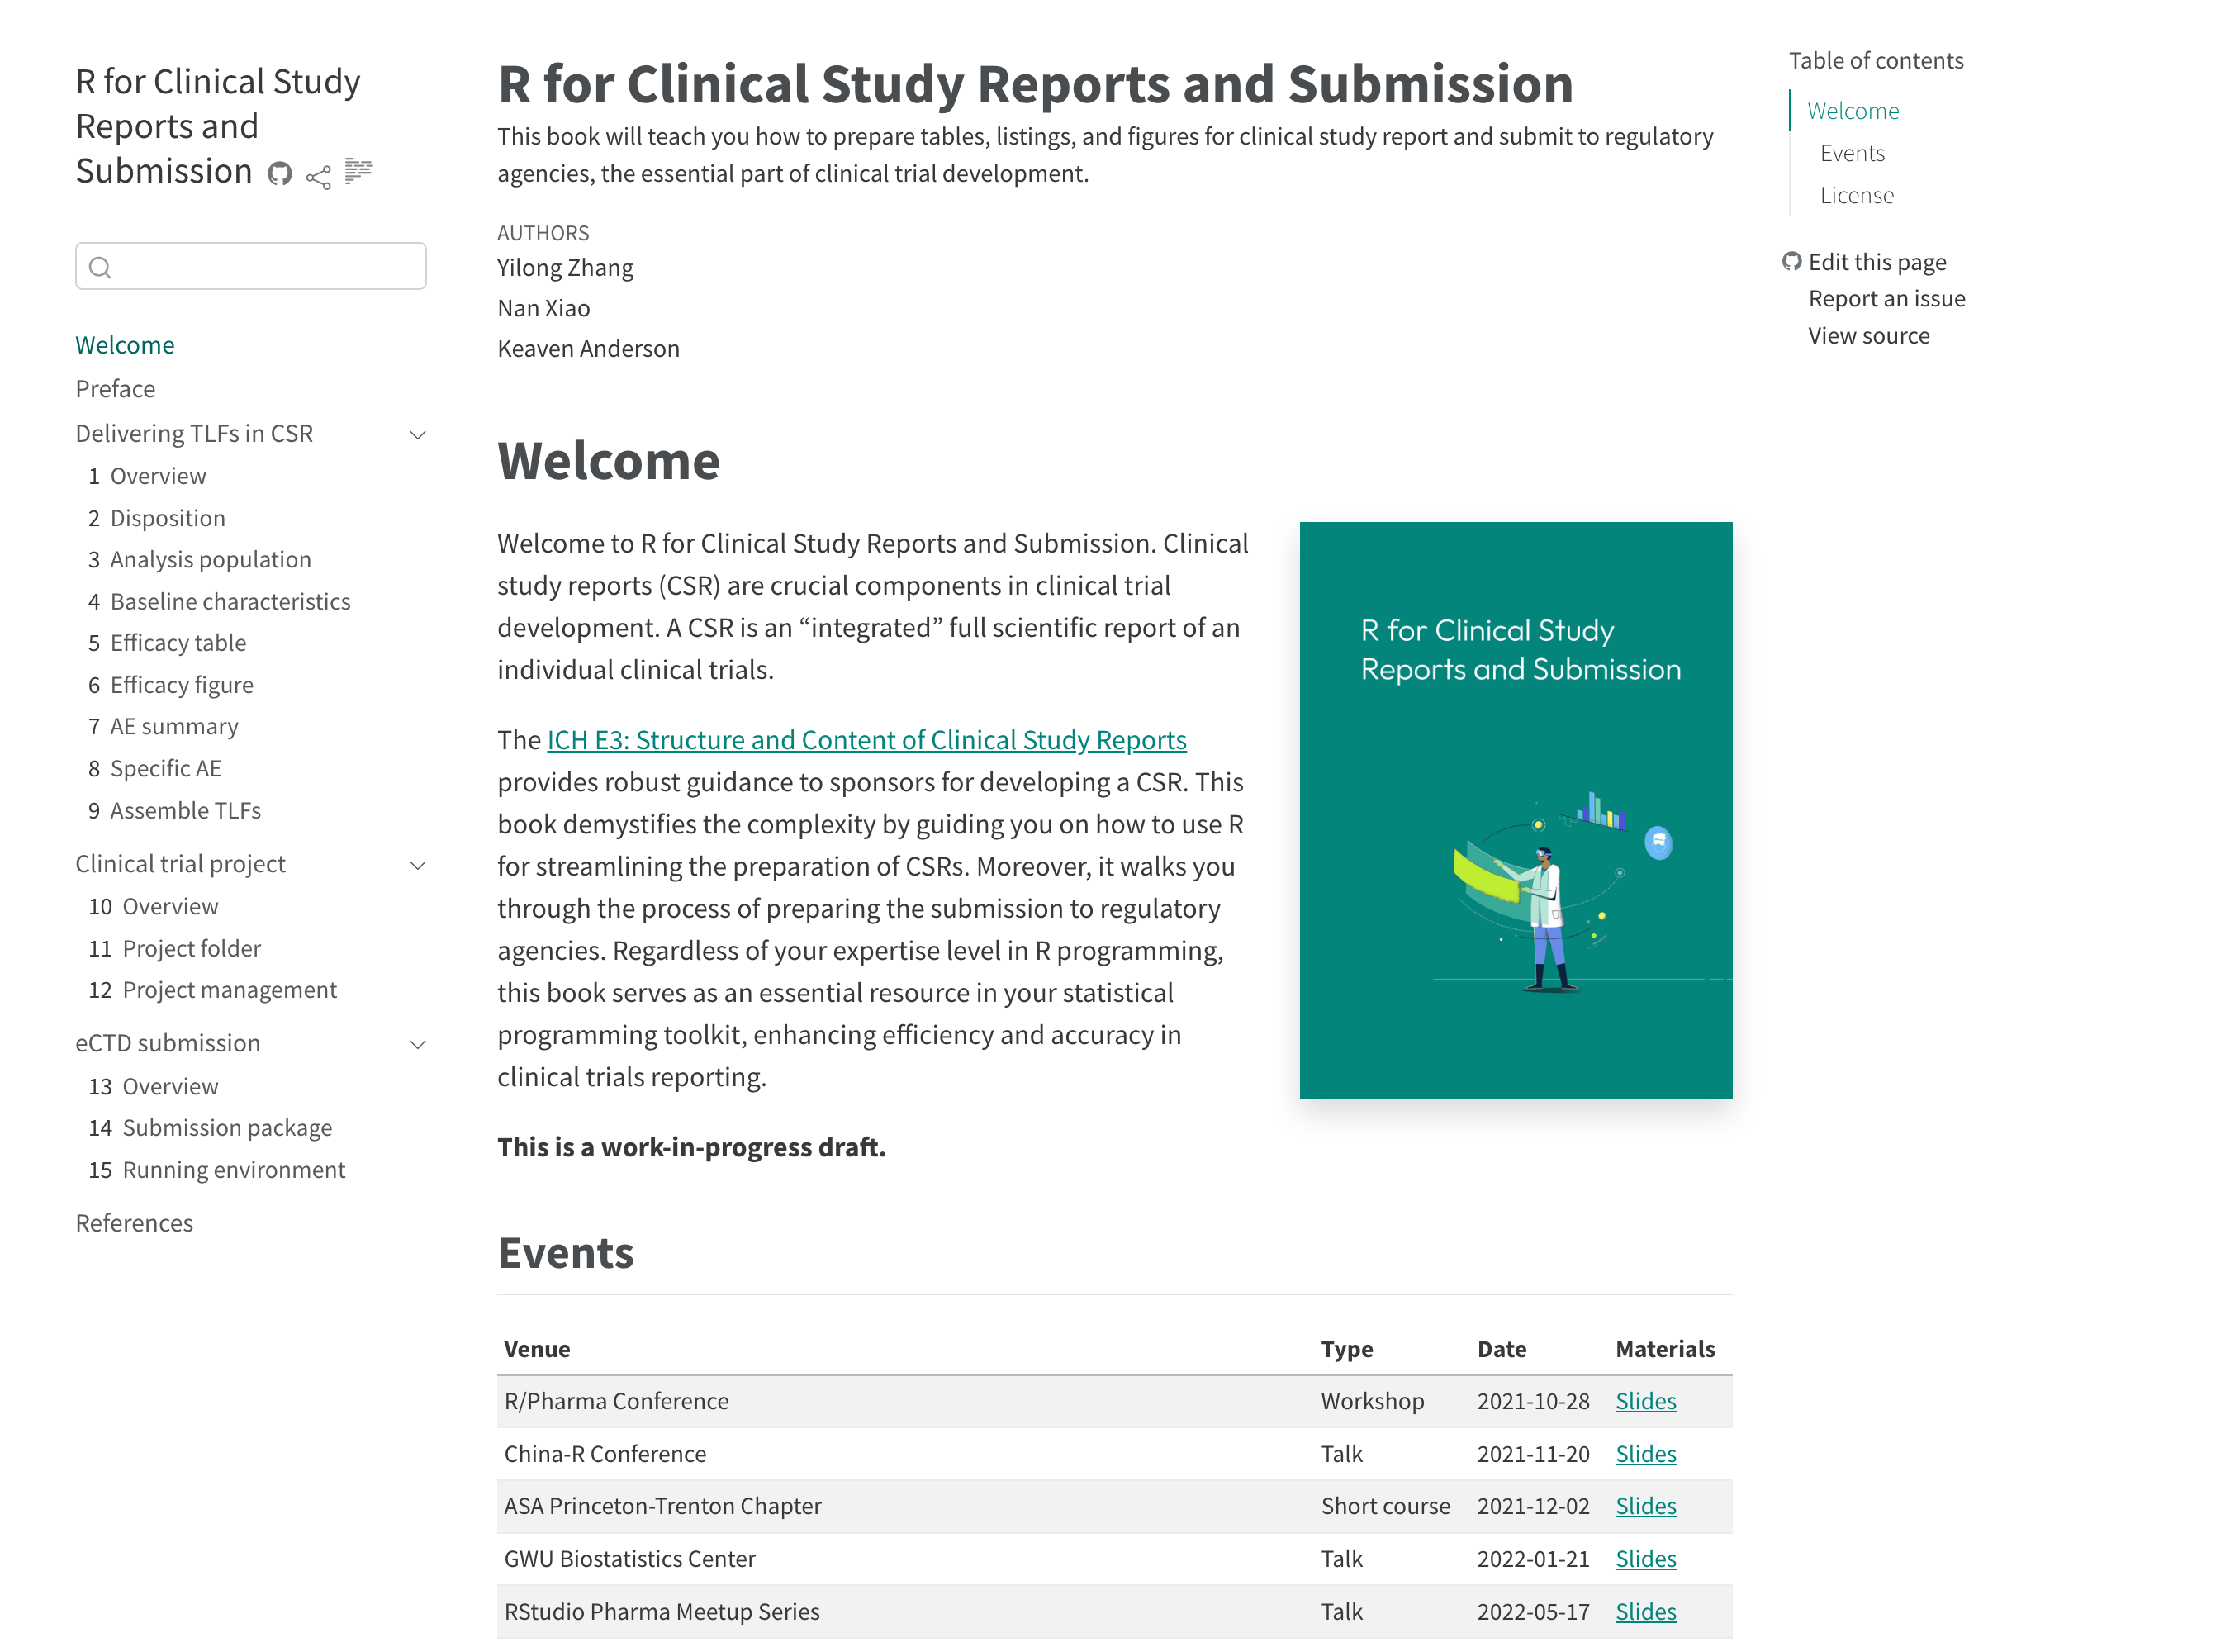 R for Clinical Study
Reports and
Submission
Welcome
Preface
Delivering TLFs in CSR
1 Overview
2 Disposition
3 Analysis population
4 Baseline characteristics
5 Efficacy table
6 Efficacy figure
7 AE summary
8 Specific AE
9 Assemble TLFs
Clinical trial project
10 Overview
11 Project folder
12 Project management
eCTD submission
13 Overview
14 Submission package
15 Running environment
References
R for Clinical Study Reports and Submission
This book will teach you how to prepare tables, listings, and figures for clinical study report and submit to regulatory
agencies, the essential part of clinical trial development.
AUTHORS
Yilong Zhang
Nan Xiao
Keaven Anderson
Welcome
Welcome to R for Clinical Study Reports and Submission. Clinical
study reports (CSR) are crucial components in clinical trial
development. A CSR is an “integrated” full scientific report of an
individual clinical trials.
The ICH E3: Structure and Content of Clinical Study Reports
provides robust guidance to sponsors for developing a CSR. This
book demystifies the complexity by guiding you on how to use R
for streamlining the preparation of CSRs. Moreover, it walks you
through the process of preparing the submission to regulatory
agencies. Regardless of your expertise level in R programming,
this book serves as an essential resource in your statistical
programming toolkit, enhancing efficiency and accuracy in
clinical trials reporting.
This is a work-in-progress draft.
R for Clinical Study
Reports and Submission
Events
Venue Type Date Materials
R/Pharma Conference Workshop 2021-10-28 Slides
China-R Conference Talk 2021-11-20 Slides
ASA Princeton-Trenton Chapter Short course 2021-12-02 Slides
GWU Biostatistics Center Talk 2022-01-21 Slides
RStudio Pharma Meetup Series Talk 2022-05-17 Slides
Table of contents
Welcome
Events
License
Edit this page
Report an issue
View source